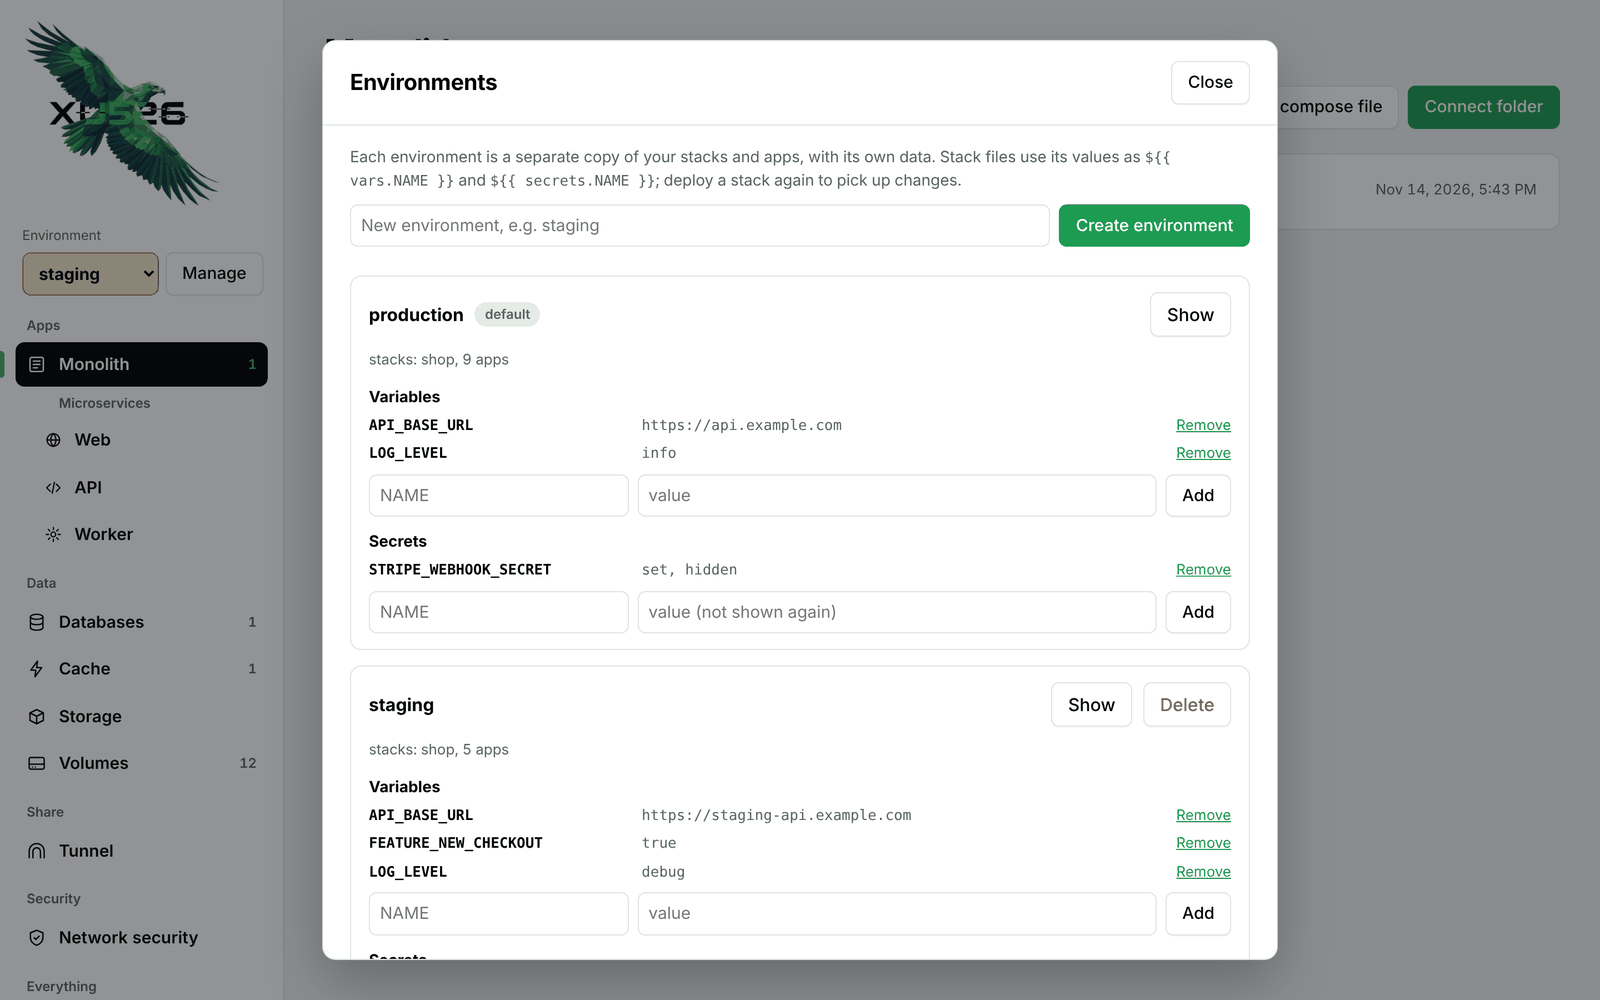 XUS26
Environment
staging
Manage
Apps
Monolith 1
Microservices
Web
API
Worker
Data
Databases 1
Cache 1
Storage
Volumes 12
Share
Tunnel
Security
Network security
Everything
compose file
Connect folder
Nov 14, 2026, 5:43 PM
Environments
Close
Each environment is a separate copy of your stacks and apps, with its own data. Stack files use its values as ${{
vars.NAME }} and ${{ secrets.NAME }}; deploy a stack again to pick up changes.
New environment, e.g. staging
Create environment
production default
Show
stacks: shop, 9 apps
Variables
API_BASE_URL https://api.example.com Remove
LOG_LEVEL info Remove
NAME value Add
Secrets
STRIPE_WEBHOOK_SECRET set, hidden Remove
NAME value (not shown again) Add
staging
Show
Delete
stacks: shop, 5 apps
Variables
API_BASE_URL https://staging-api.example.com Remove
FEATURE_NEW_CHECKOUT true Remove
LOG_LEVEL debug Remove
NAME value Add
Secrets